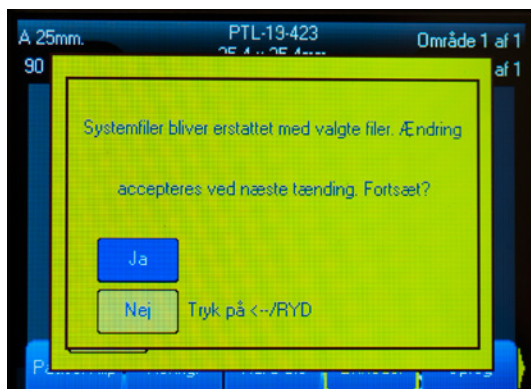 A 25mm.
PTL-19-423
Område 1 af 1
90
af 1
Systemfiler bliver erstattet med valgte filer. Ændring
accepteres ved næste tænding. Fortsæt?
Ja
Nej
Tryk på <--/RYD